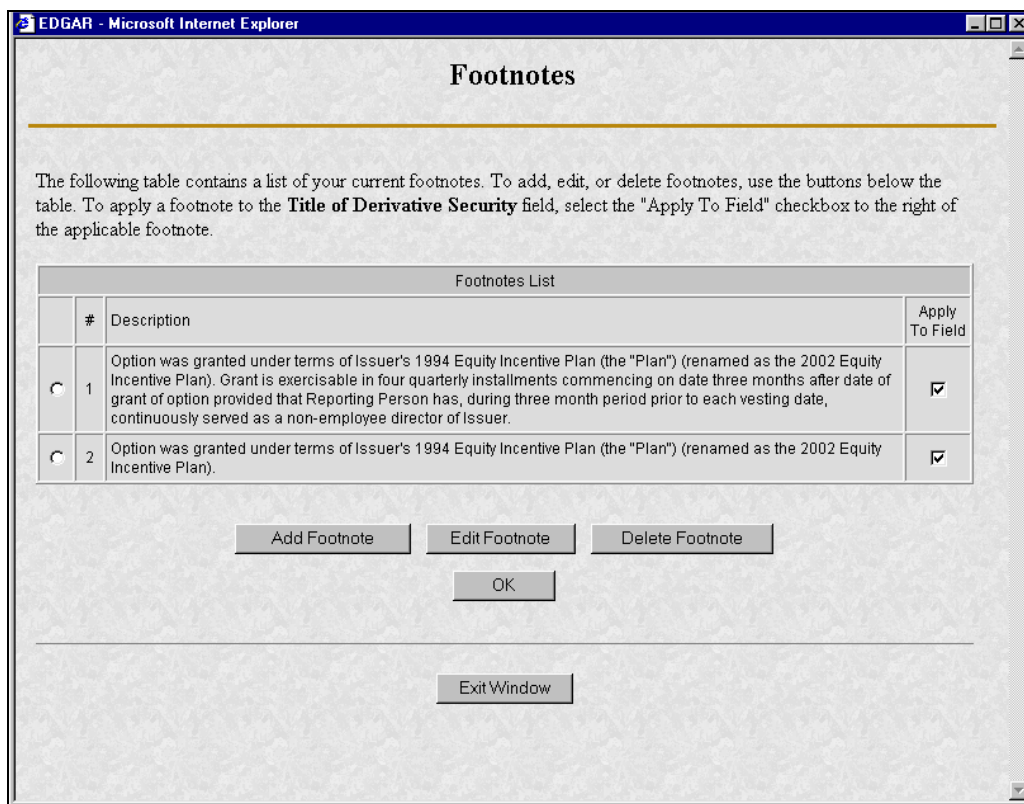 EDGAR - Microsoft Internet Explorer
Footnotes
The following table contains a list of your current footnotes. To add, edit, or delete footnotes, use the buttons below the
table. To apply a footnote to the Title of Derivative Security field, select the "Apply To Field" checkbox to the right of
the applicable footnote.
Footnotes List
# Description Apply
To Field
1 Option was granted under terms of Issuer's 1994 Equity Incentive Plan (the "Plan") (renamed as the 2002 Equity
Incentive Plan). Grant is exercisable in four quarterly installments commencing on date three months after date of
grant of option provided that Reporting Person has, during three month period prior to each vesting date,
continuously served as a non-employee director of Issuer.
2 Option was granted under terms of Issuer's 1994 Equity Incentive Plan (the "Plan") (renamed as the 2002 Equity
Incentive Plan).
Add Footnote Edit Footnote Delete Footnote
OK
Exit Window